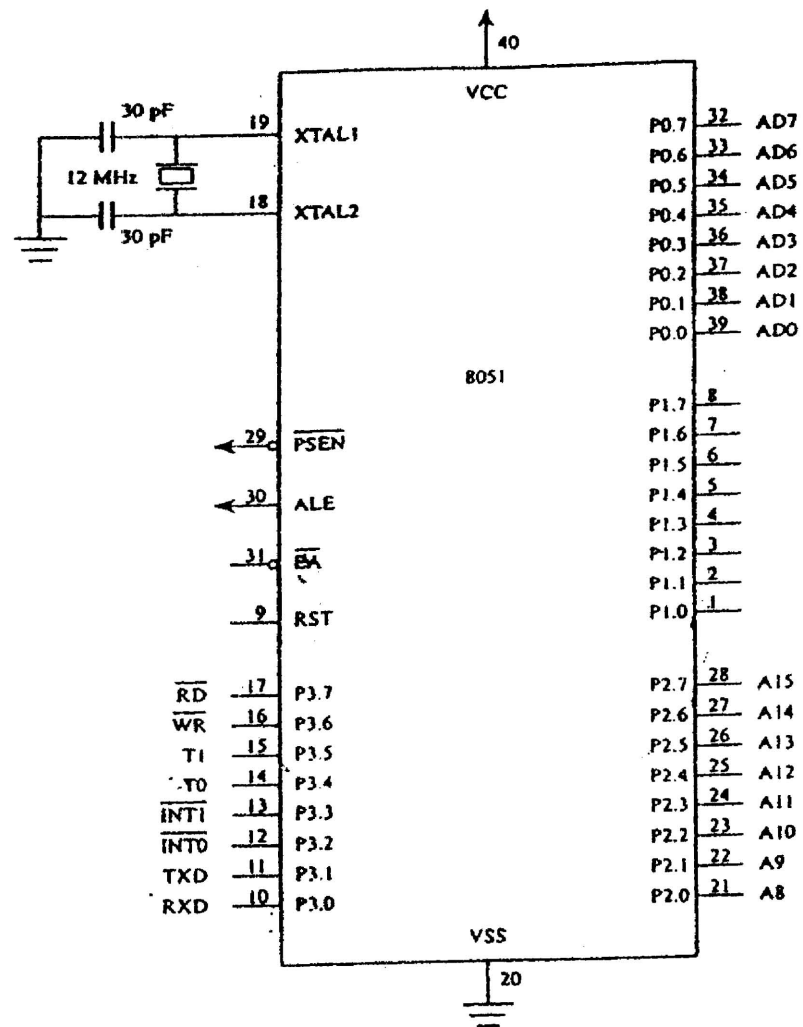 40
VCC
30 pF
19 XTAL1
12 MHz
18 XTAL2
30 pF
P0.7 32 AD7
P0.6 33 AD6
P0.5 34 AD5
P0.4 35 AD4
P0.3 36 AD3
P0.2 37 AD2
P0.1 38 AD1
P0.0 39 AD0
8051
P1.7 8
P1.6 7
P1.5 6
P1.4 5
P1.3 4
P1.2 3
P1.1 2
P1.0 1
29 PSEN
30 ALE
31 EA
9 RST
RD 17 P3.7
WR 16 P3.6
T1 15 P3.5
T0 14 P3.4
INT1 13 P3.3
INT0 12 P3.2
TXD 11 P3.1
RXD 10 P3.0
P2.7 28 A15
P2.6 27 A14
P2.5 26 A13
P2.4 25 A12
P2.3 24 A11
P2.2 23 A10
P2.1 22 A9
P2.0 21 A8
VSS
20